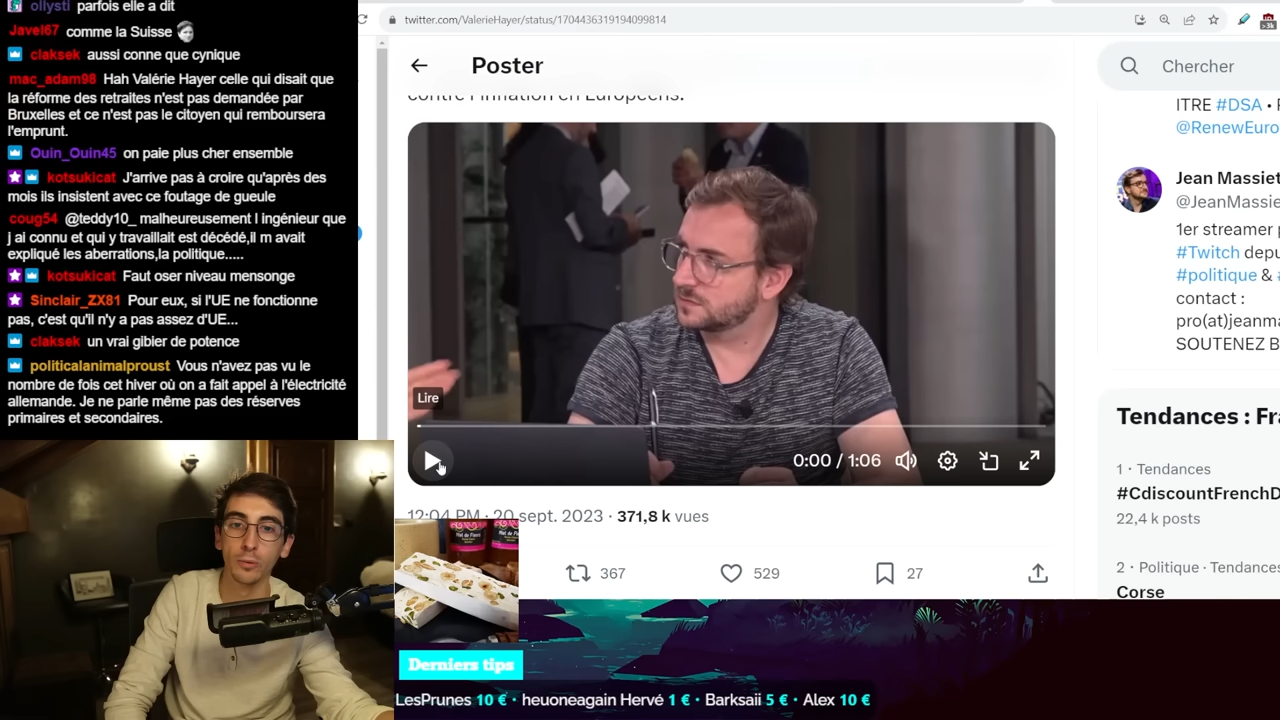 ollysti parfois elle a dit
Javel67 comme la Suisse
claksek aussi conne que cynique
mac_adam98 Hah Valérie Hayer celle qui disait que
la réforme des retraites n'est pas demandée par
Bruxelles et ce n'est pas le citoyen qui remboursera
l'emprunt.
Ouin_Ouin45 on paie plus cher ensemble
kotsukicat J'arrive pas à croire qu'après des
mois ils insistent avec ce foutage de gueule
coug54 @teddy10_ malheureusement l ingénieur que
j ai connu et qui y travaillait est décédé,il m avait
expliqué les aberrations,la politique.....
kotsukicat Faut oser niveau mensonge
Sinclair_ZX81 Pour eux, si l'UE ne fonctionne
pas, c'est qu'il n'y a pas assez d'UE...
claksek un vrai gibier de potence
politicalanimalproust Vous n'avez pas vu le
nombre de fois cet hiver où on a fait appel à l'électricité
allemande. Je ne parle même pas des réserves
primaires et secondaires.
twitter.com/ValerieHayer/status/1704436319194099814
>3k
Poster
contre l'inflation en Européens.
Lire
0:00 / 1:06
12:04 PM · 20 sept. 2023 · 371,8 k vues
367
529
27
Chercher
ITRE #DSA •
@RenewEuro
Jean Massiet
@JeanMassie
1er streamer
#Twitch depu
#politique &
contact :
pro(at)jeanma
SOUTENEZ B
Tendances : Fra
1 · Tendances
#CdiscountFrenchD
22,4 k posts
2 · Politique · Tendances
Corse
Miel de Fleurs
Derniers tips
LesPrunes 10 € · heuoneagain Hervé 1 € · Barksaii 5 € · Alex 10 €